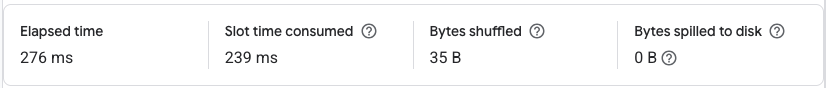 Elapsed time
276 ms
Slot time consumed
239 ms
Bytes shuffled
35 B
Bytes spilled to disk
0 B